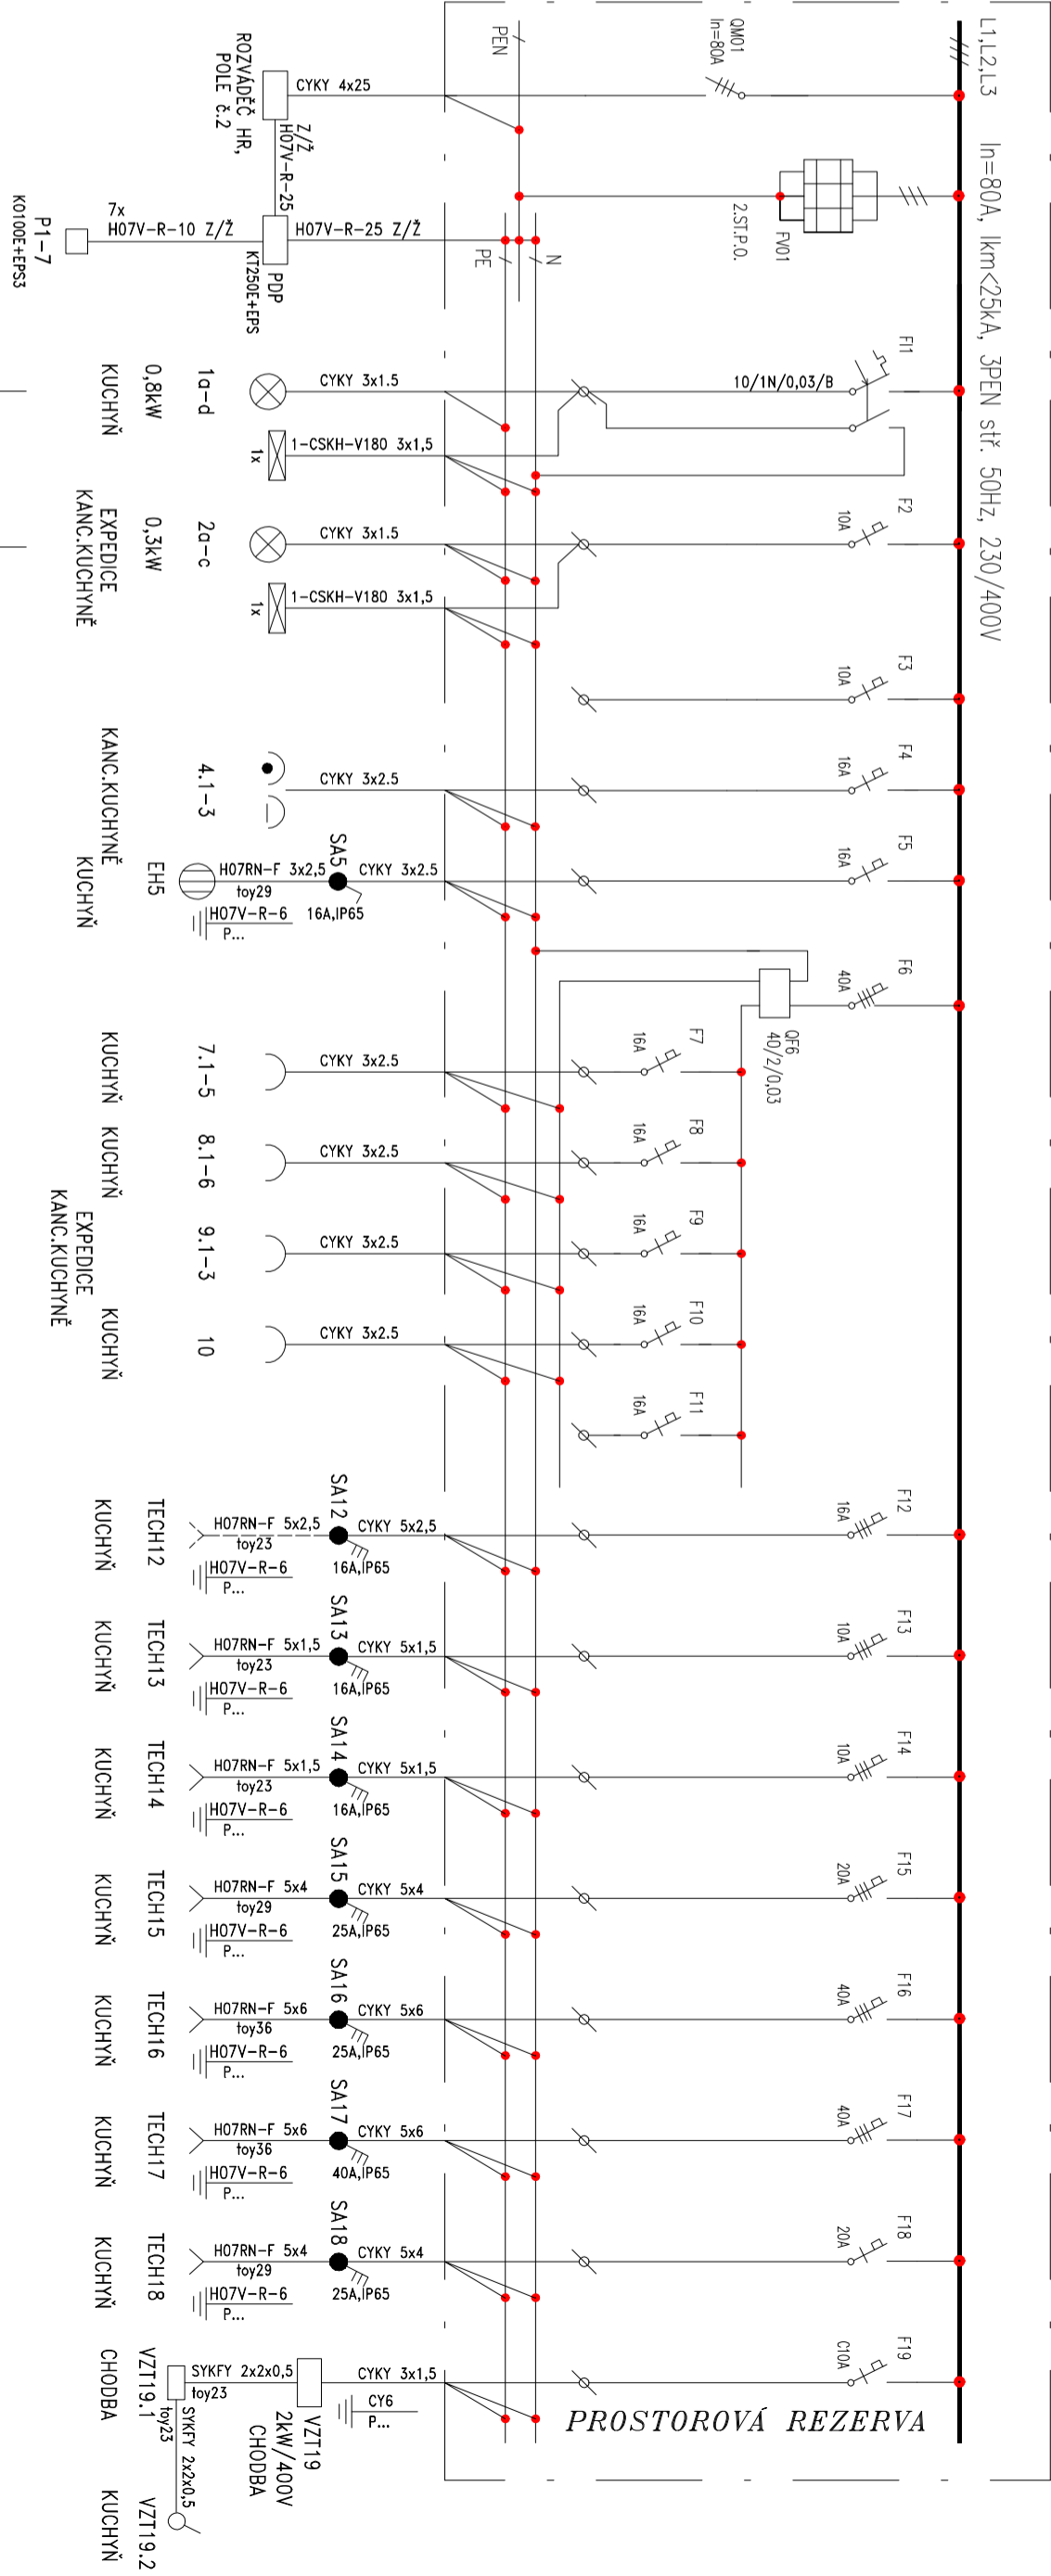 L1,L2,L3
In=80A, Ikm<25kA, 3PEN stř. 50Hz, 230/400V
QM01
In=80A
PEN
CYKY 4x25
ROZVÁDĚČ HR,
POLE č.2
Z/Ž
H07V-R-25
FV01
2.ST.P.O.
N
PE
H07V-R-25 Z/Ž
PDP
KT250E+EPS
7x
H07V-R-10 Z/Ž
P1-7
KO100E+EPS3
FI1
10/1N/0,03/B
CYKY 3x1.5
1-CSKH-V180 3x1,5
1x
1a-d
0,8kW
KUCHYŇ
F2
10A
CYKY 3x1.5
1-CSKH-V180 3x1,5
1x
2a-c
0,3kW
EXPEDICE
KANC.KUCHYNĚ
F3
10A
F4
16A
CYKY 3x2.5
4.1-3
KANC.KUCHYNĚ
F5
16A
CYKY 3x2.5
SA5
16A,IP65
H07RN-F 3x2,5
toy29
H07V-R-6
P...
EH5
KUCHYŇ
F6
40A
QF6
40/2/0,03
F7
16A
CYKY 3x2.5
7.1-5
KUCHYŇ
F8
16A
CYKY 3x2.5
8.1-6
KUCHYŇ
F9
16A
CYKY 3x2.5
9.1-3
EXPEDICE
KANC.KUCHYNĚ
F10
16A
CYKY 3x2.5
10
KUCHYŇ
F11
16A
F12
16A
CYKY 5x2,5
SA12
16A,IP65
H07RN-F 5x2,5
toy23
H07V-R-6
P...
TECH12
KUCHYŇ
F13
10A
CYKY 5x1,5
SA13
16A,IP65
H07RN-F 5x1,5
toy23
H07V-R-6
P...
TECH13
KUCHYŇ
F14
10A
CYKY 5x1,5
SA14
16A,IP65
H07RN-F 5x1,5
toy23
H07V-R-6
P...
TECH14
KUCHYŇ
F15
20A
CYKY 5x4
SA15
25A,IP65
H07RN-F 5x4
toy29
H07V-R-6
P...
TECH15
KUCHYŇ
F16
40A
CYKY 5x6
SA16
25A,IP65
H07RN-F 5x6
toy36
H07V-R-6
P...
TECH16
KUCHYŇ
F17
40A
CYKY 5x6
SA17
40A,IP65
H07RN-F 5x6
toy36
H07V-R-6
P...
TECH17
KUCHYŇ
F18
20A
CYKY 5x4
SA18
25A,IP65
H07RN-F 5x4
toy29
H07V-R-6
P...
TECH18
KUCHYŇ
F19
C10A
CYKY 3x1,5
CY6
P...
VZT19
2kW/400V
CHODBA
SYKFY 2x2x0,5
toy23
VZT19.1
CHODBA
SYKFY 2x2x0,5
toy23
VZT19.2
KUCHYŇ
PROSTOROVÁ REZERVA